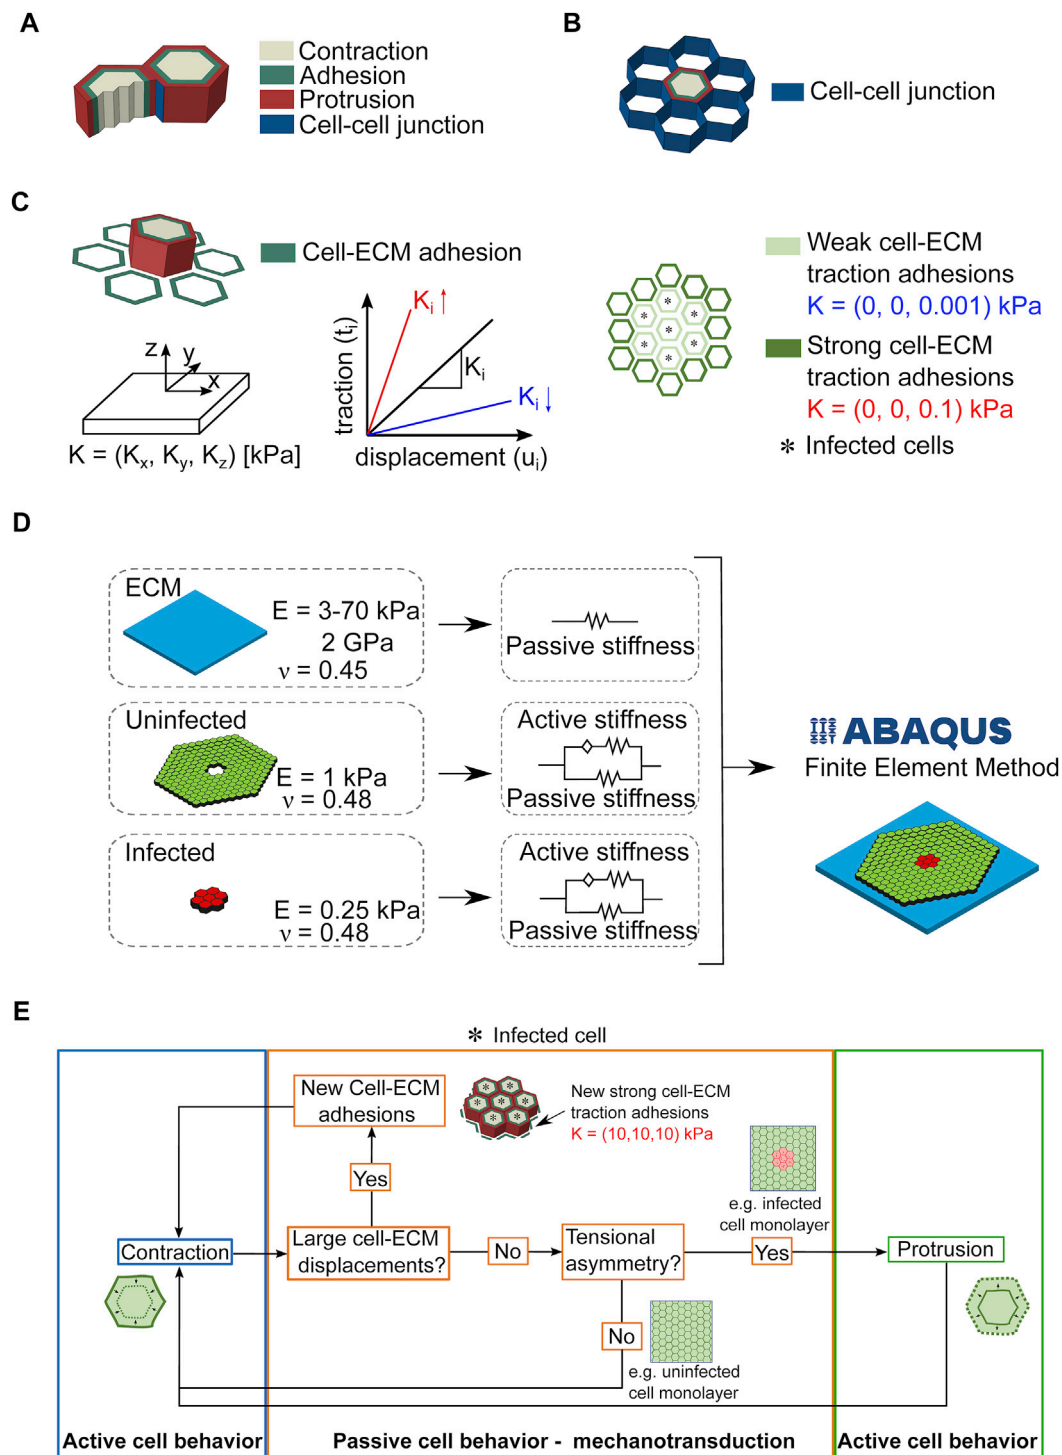 A
Contraction
Adhesion
Protrusion
Cell-cell junction
B
Cell-cell junction
C
Cell-ECM adhesion
z
y
x
K = (Kx, Ky, Kz) [kPa]
traction (ti)
Ki ↑
Ki
Ki ↓
displacement (ui)
Weak cell-ECM
traction adhesions
K = (0, 0, 0.001) kPa
Strong cell-ECM
traction adhesions
K = (0, 0, 0.1) kPa
* Infected cells
D
ECM
E = 3-70 kPa
2 GPa
ν = 0.45
Passive stiffness
Uninfected
E = 1 kPa
ν = 0.48
Active stiffness
Passive stiffness
Infected
E = 0.25 kPa
ν = 0.48
Active stiffness
Passive stiffness
ABAQUS
Finite Element Method
E
* Infected cell
New Cell-ECM
adhesions
New strong cell-ECM
traction adhesions
K = (10,10,10) kPa
Yes
e.g. infected
cell monolayer
Contraction
Large cell-ECM
displacements?
No
Tensional
asymmetry?
Yes
Protrusion
No
e.g. uninfected
cell monolayer
Active cell behavior
Passive cell behavior - mechanotransduction
Active cell behavior